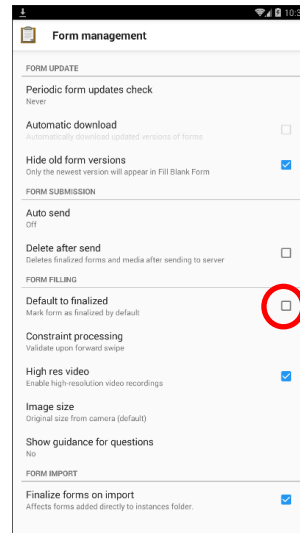 10:3
Form management
FORM UPDATE
Periodic form updates check
Never
Automatic download
Automatically download updated versions of forms
Hide old form versions
Only the newest version will appear in Fill Blank Form
FORM SUBMISSION
Auto send
Off
Delete after send
Deletes finalized forms and media after sending to server
FORM FILLING
Default to finalized
Mark form as finalized by default
Constraint processing
Validate upon forward swipe
High res video
Enable high-resolution video recordings
Image size
Original size from camera (default)
Show guidance for questions
No
FORM IMPORT
Finalize forms on import
Affects forms added directly to instances folder.